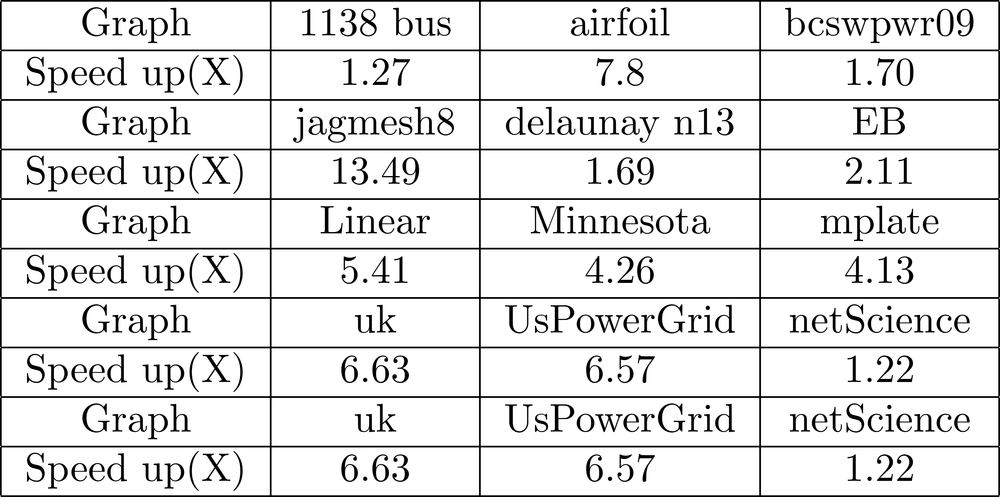 Graph 1138 bus airfoil bcswpwr09
Speed up(X) 1.27 7.8 1.70
Graph jagmesh8 delaunay n13 EB
Speed up(X) 13.49 1.69 2.11
Graph Linear Minnesota mplate
Speed up(X) 5.41 4.26 4.13
Graph uk UsPowerGrid netScience
Speed up(X) 6.63 6.57 1.22
Graph uk UsPowerGrid netScience
Speed up(X) 6.63 6.57 1.22